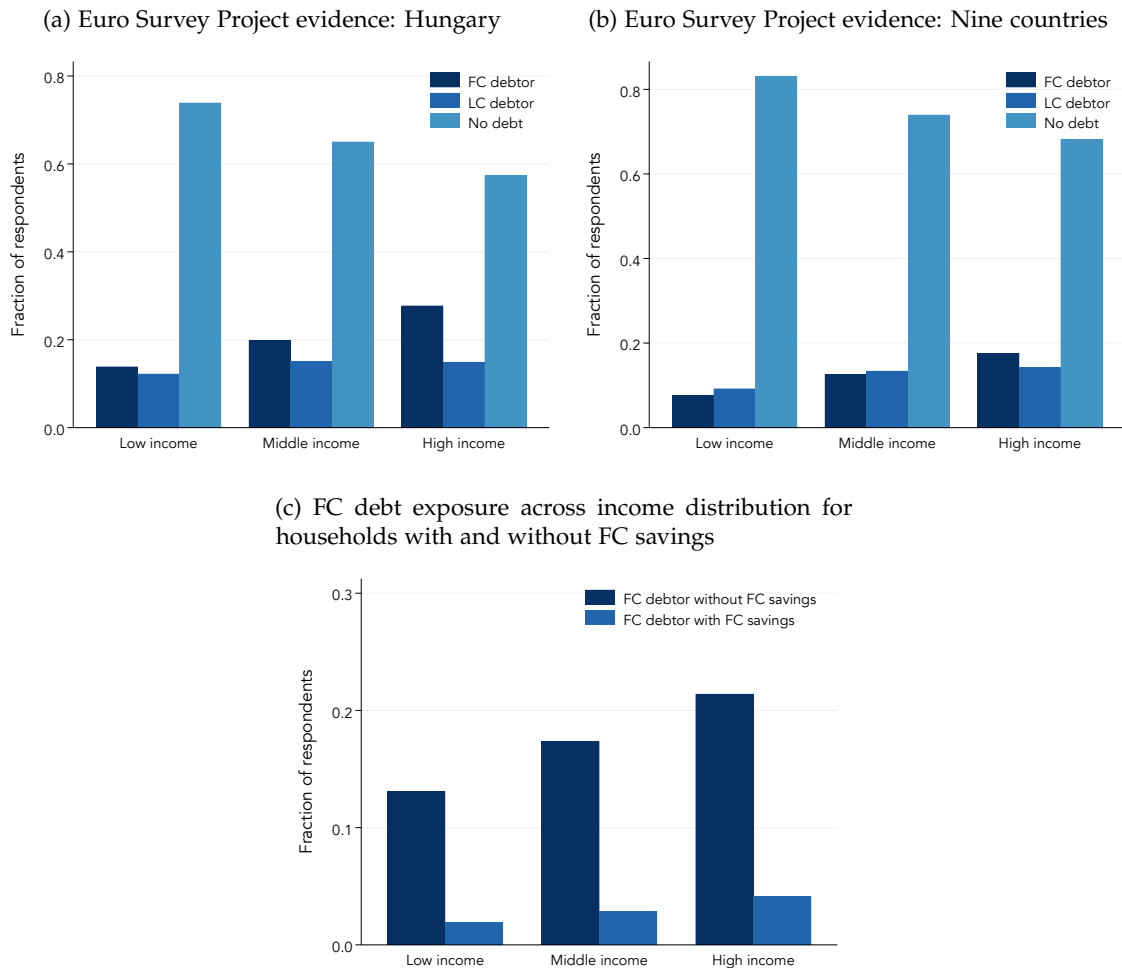 (a) Euro Survey Project evidence: Hungary
0.8
0.6
0.4
0.2
0.0
Fraction of respondents
FC debtor
LC debtor
No debt
Low income
Middle income
High income
(b) Euro Survey Project evidence: Nine countries
0.8
0.6
0.4
0.2
0.0
Fraction of respondents
FC debtor
LC debtor
No debt
Low income
Middle income
High income
(c) FC debt exposure across income distribution for
households with and without FC savings
0.3
0.2
0.1
0.0
Fraction of respondents
FC debtor without FC savings
FC debtor with FC savings
Low income
Middle income
High income